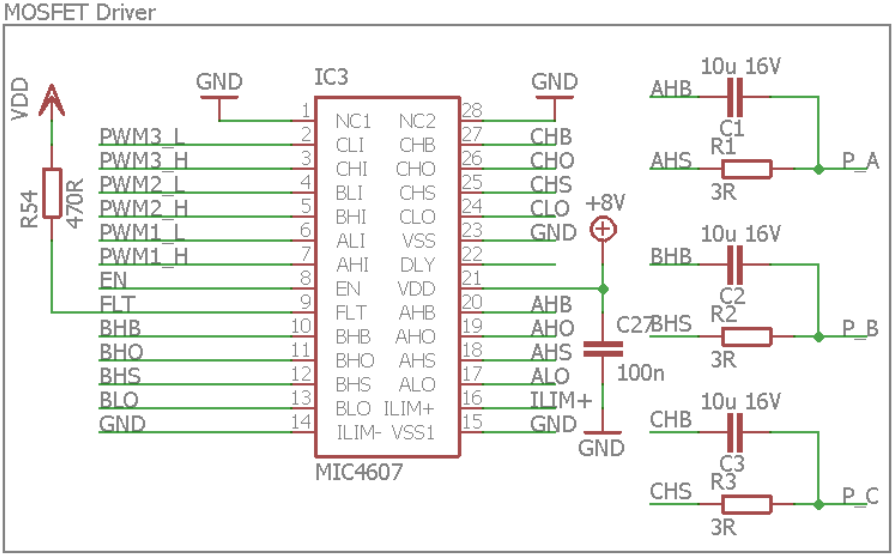 MOSFET Driver
VDD
R54
470R
GND
IC3
GND
1 NC1 NC2 28
PWM3_L 2 CLI CHB 27 CHB
PWM3_H 3 CHI CHO 26 CHO
PWM2_L 4 BLI CHS 25 CHS
PWM2_H 5 BHI CLO 24 CLO
PWM1_L 6 ALI VSS 23 GND
PWM1_H 7 AHI DLY 22
EN 8 EN VDD 21
FLT 9 FLT AHB 20 AHB
BHB 10 BHB AHO 19 AHO
BHO 11 BHO AHS 18 AHS
BHS 12 BHS ALO 17 ALO
BLO 13 BLO ILIM+ 16 ILIM+
GND 14 ILIM- VSS1 15 GND
MIC4607
+8V
C27
100n
GND
10u 16V
AHB
C1
R1
AHS P_A
3R
10u 16V
BHB
C2
R2
BHS P_B
3R
10u 16V
CHB
C3
R3
CHS P_C
3R